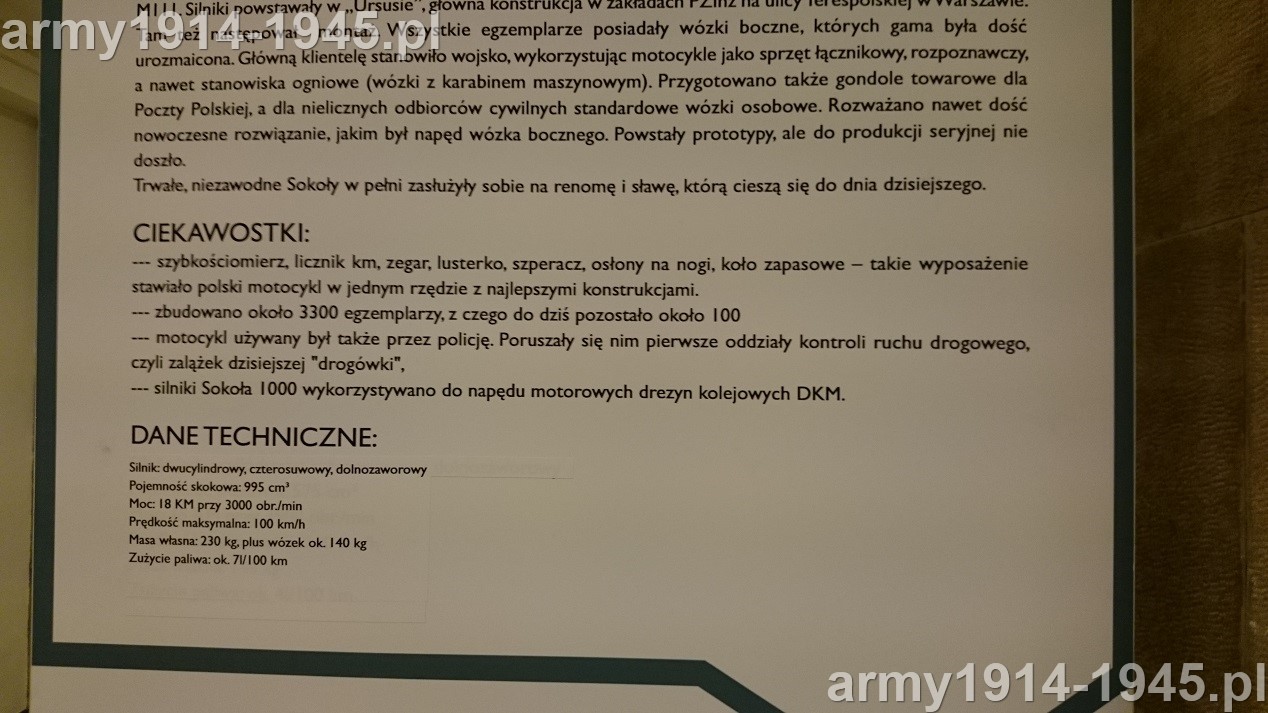 M111. Silniki powstawały w „Ursusie”, główna konstrukcja w zakładach PZInż na ulicy Terespolskiej w Warszawie.
Tam też następował montaż. Wszystkie egzemplarze posiadały wózki boczne, których gama była dość
urozmaicona. Główną klientelę stanowiło wojsko, wykorzystując motocykle jako sprzęt łącznikowy, rozpoznawczy,
a nawet stanowiska ogniowe (wózki z karabinem maszynowym). Przygotowano także gondole towarowe dla
Poczty Polskiej, a dla nielicznych odbiorców cywilnych standardowe wózki osobowe. Rozważano nawet dość
nowoczesne rozwiązanie, jakim był napęd wózka bocznego. Powstały prototypy, ale do produkcji seryjnej nie
doszło.
Trwałe, niezawodne Sokoły w pełni zasłużyły sobie na renomę i sławę, którą cieszą się do dnia dzisiejszego.
CIEKAWOSTKI:
--- szybkościomierz, licznik km, zegar, lusterko, szperacz, osłony na nogi, koło zapasowe – takie wyposażenie
stawiało polski motocykl w jednym rzędzie z najlepszymi konstrukcjami.
--- zbudowano około 3300 egzemplarzy, z czego do dziś pozostało około 100
--- motocykl używany był także przez policję. Poruszały się nim pierwsze oddziały kontroli ruchu drogowego,
czyli zalążek dzisiejszej "drogówki",
--- silniki Sokoła 1000 wykorzystywano do napędu motorowych drezyn kolejowych DKM.
DANE TECHNICZNE:
Silnik: dwucylindrowy, czterosuwowy, dolnozaworowy
Pojemność skokowa: 995 cm³
Moc: 18 KM przy 3000 obr./min
Prędkość maksymalna: 100 km/h
Masa własna: 230 kg, plus wózek ok. 140 kg
Zużycie paliwa: ok. 7l/100 km
army1914-1945.pl
army1914-1945.pl